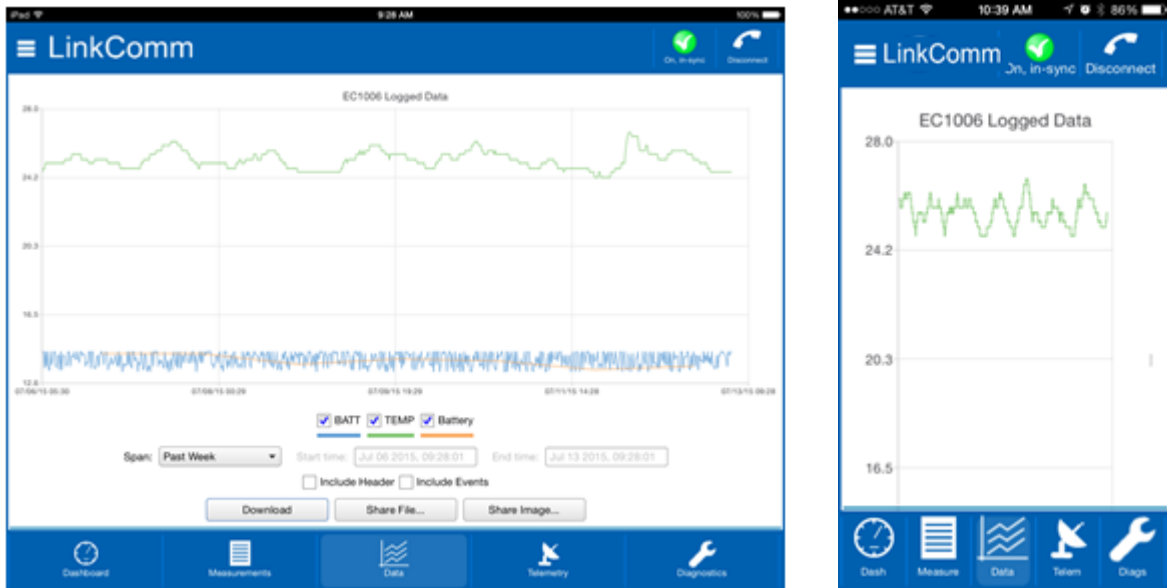 iPad 9:28 AM 100%
LinkComm
On, in-sync Disconnect
EC1006 Logged Data
28.0
24.2
20.3
16.5
12.6
07/06/15 05:30 07/08/15 00:29 07/09/15 19:29 07/11/15 14:28 07/13/15 09:28
BATT TEMP Battery
Span: Past Week Start time: Jul 06 2015, 09:28:01 End time: Jul 13 2015, 09:28:01
Include Header Include Events
Download Share File... Share Image...
Dashboard Measurements Data Telemetry Diagnostics
AT&T 10:39 AM 86%
LinkComm
On, in-sync Disconnect
EC1006 Logged Data
28.0
24.2
20.3
16.5
Dash Measure Data Telem Diags